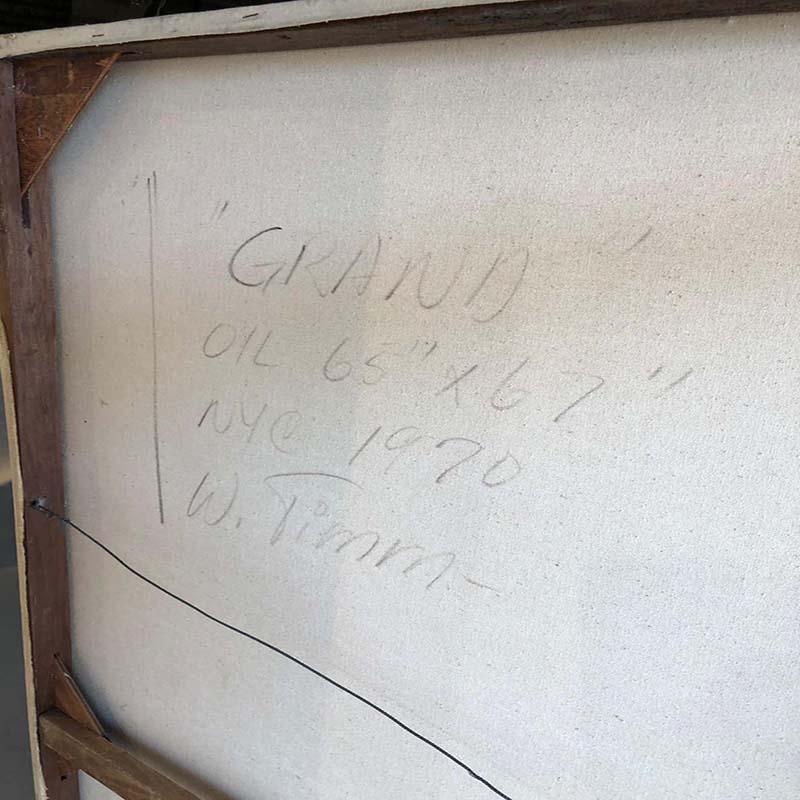 "GRAND"
OIL 65" x 67"
NYC 1970
W. Timm-